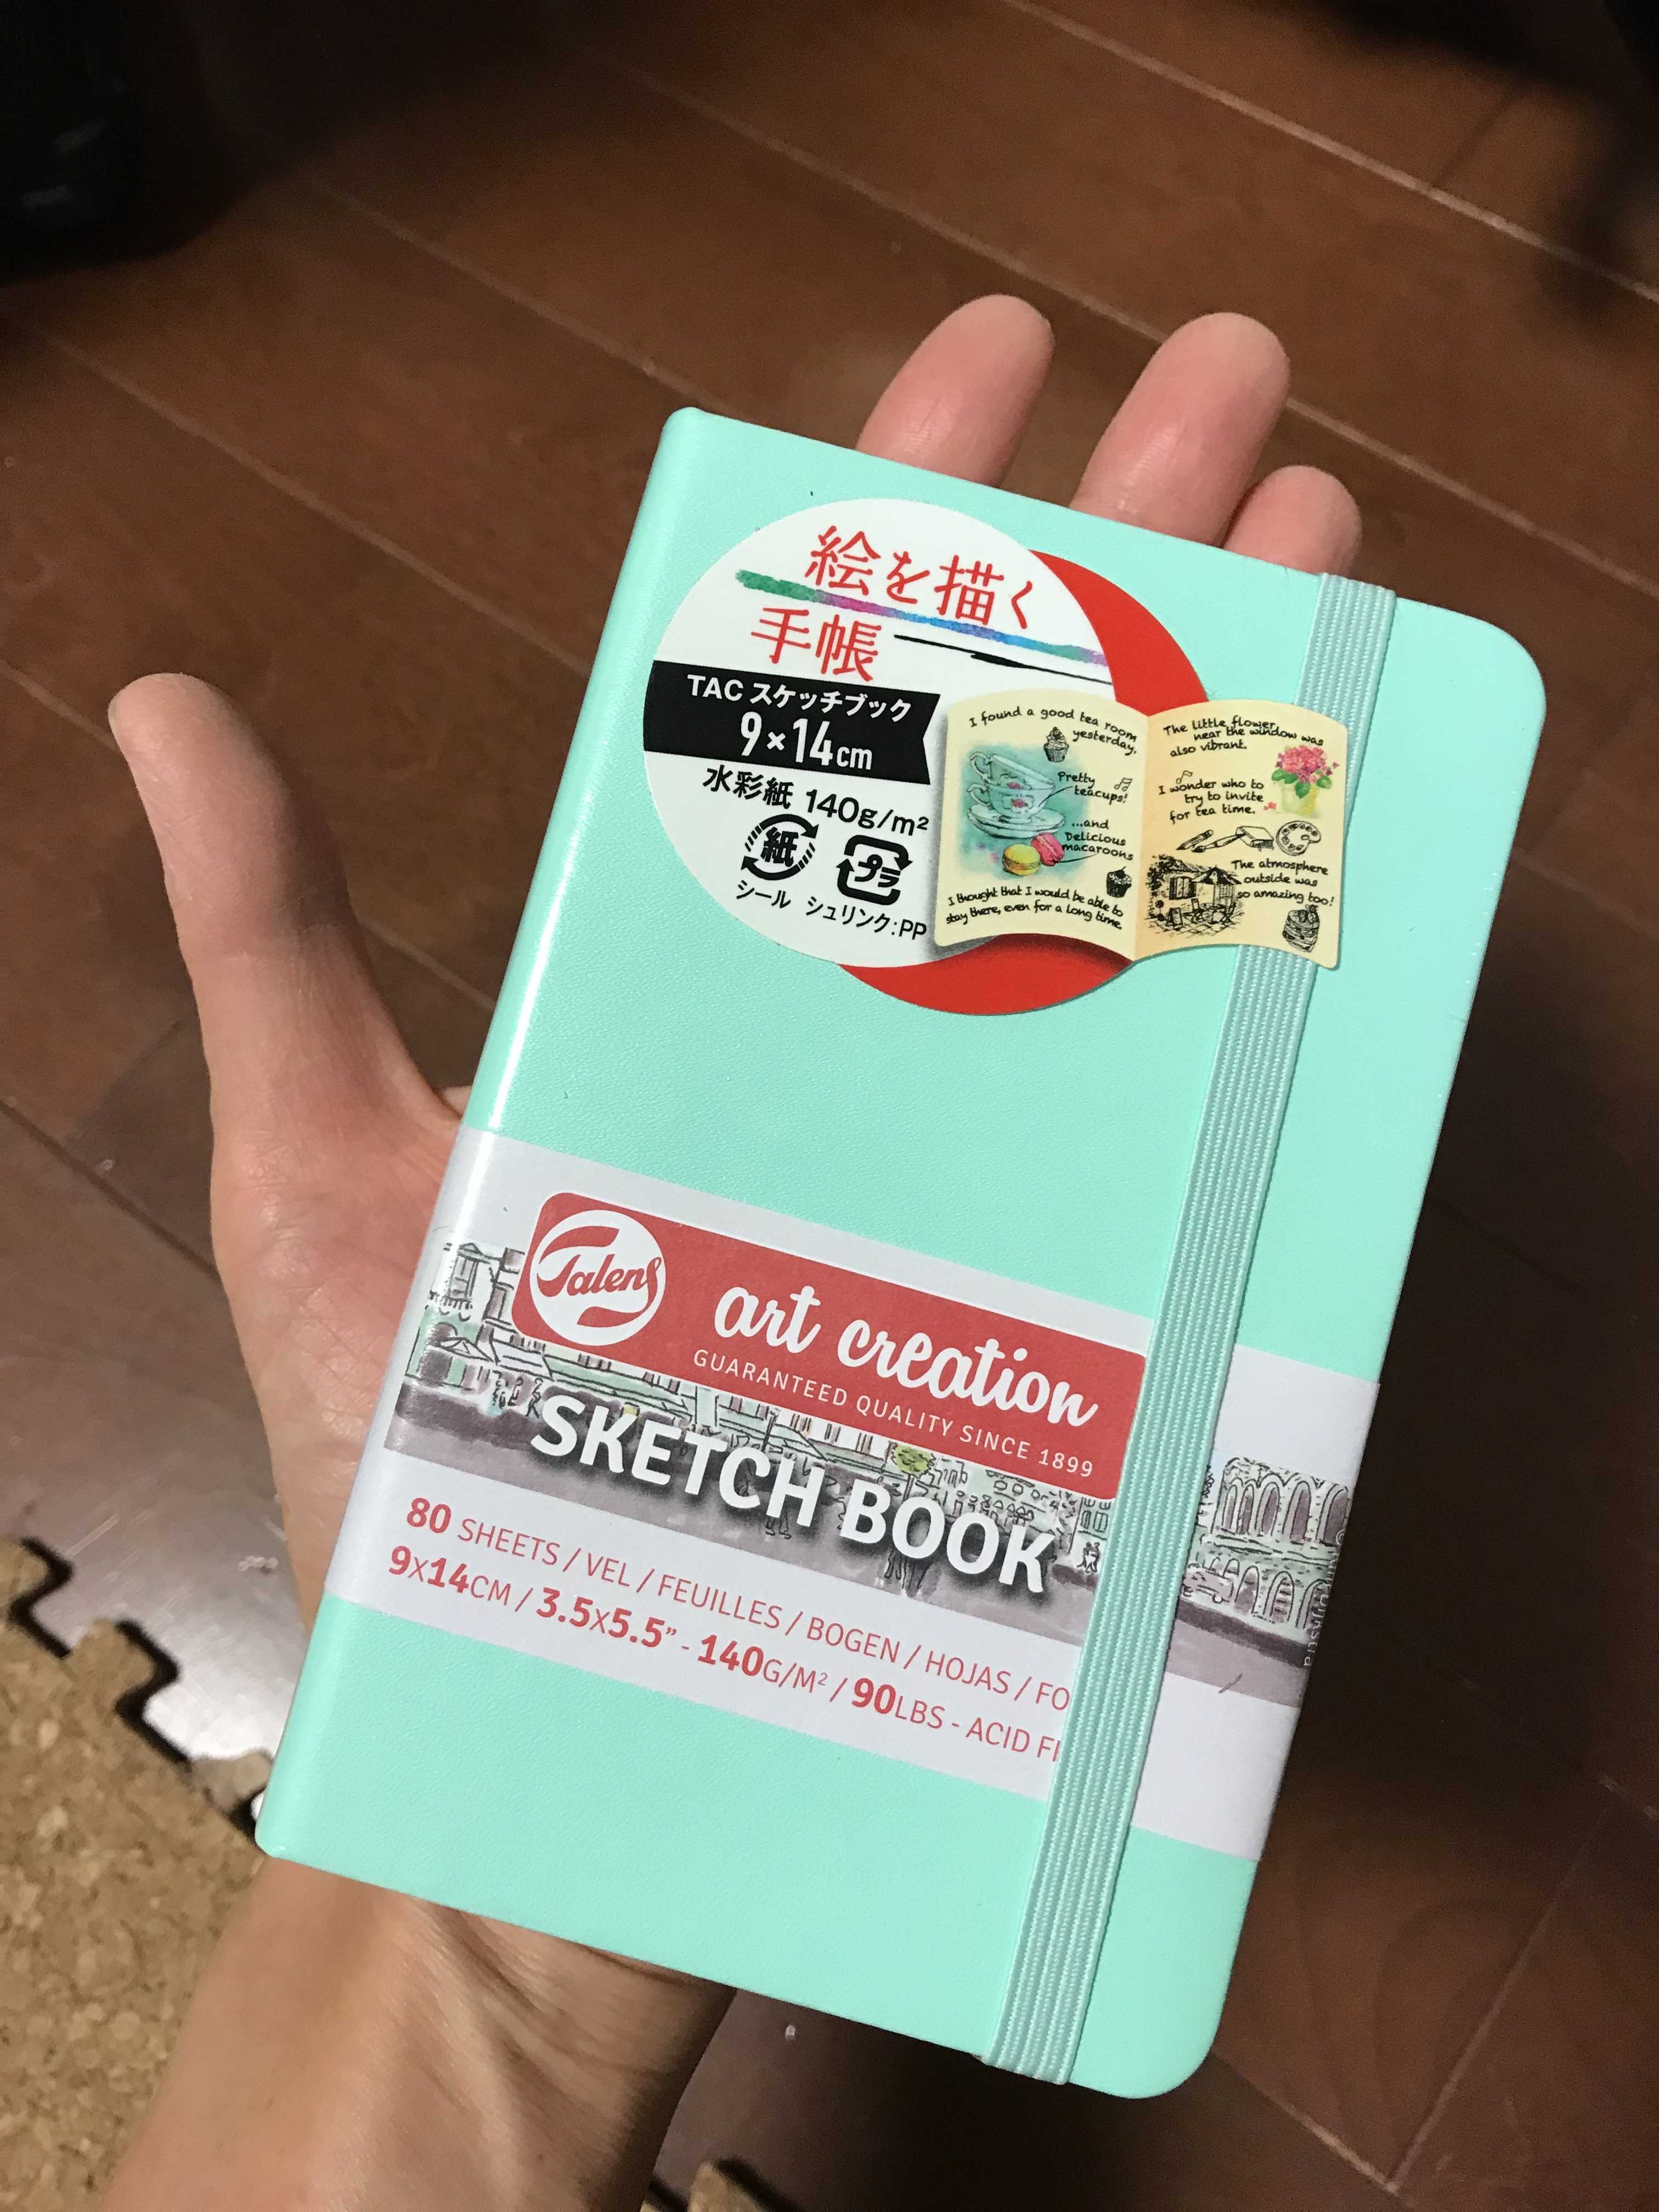 絵を描く
手帳
TAC スケッチブック
9×14cm
水彩紙 140g/m²
紙
プラ
シール シュリンク:PP
I found a good tea room
yesterday.
Pretty
teacups!
...and
Delicious
macaroons
I thought that I would be able to
stay there, even for a long time.
The little flower
near the window was
also vibrant.
I wonder who to
try to invite
for tea time.
The atmosphere
outside was
so amazing too!
Talens
art creation
GUARANTEED QUALITY SINCE 1899
SKETCH BOOK
80 SHEETS / VEL / FEUILLES / BOGEN / HOJAS / FO
9X14CM / 3.5X5.5" - 140G/M² / 90LBS - ACID FR